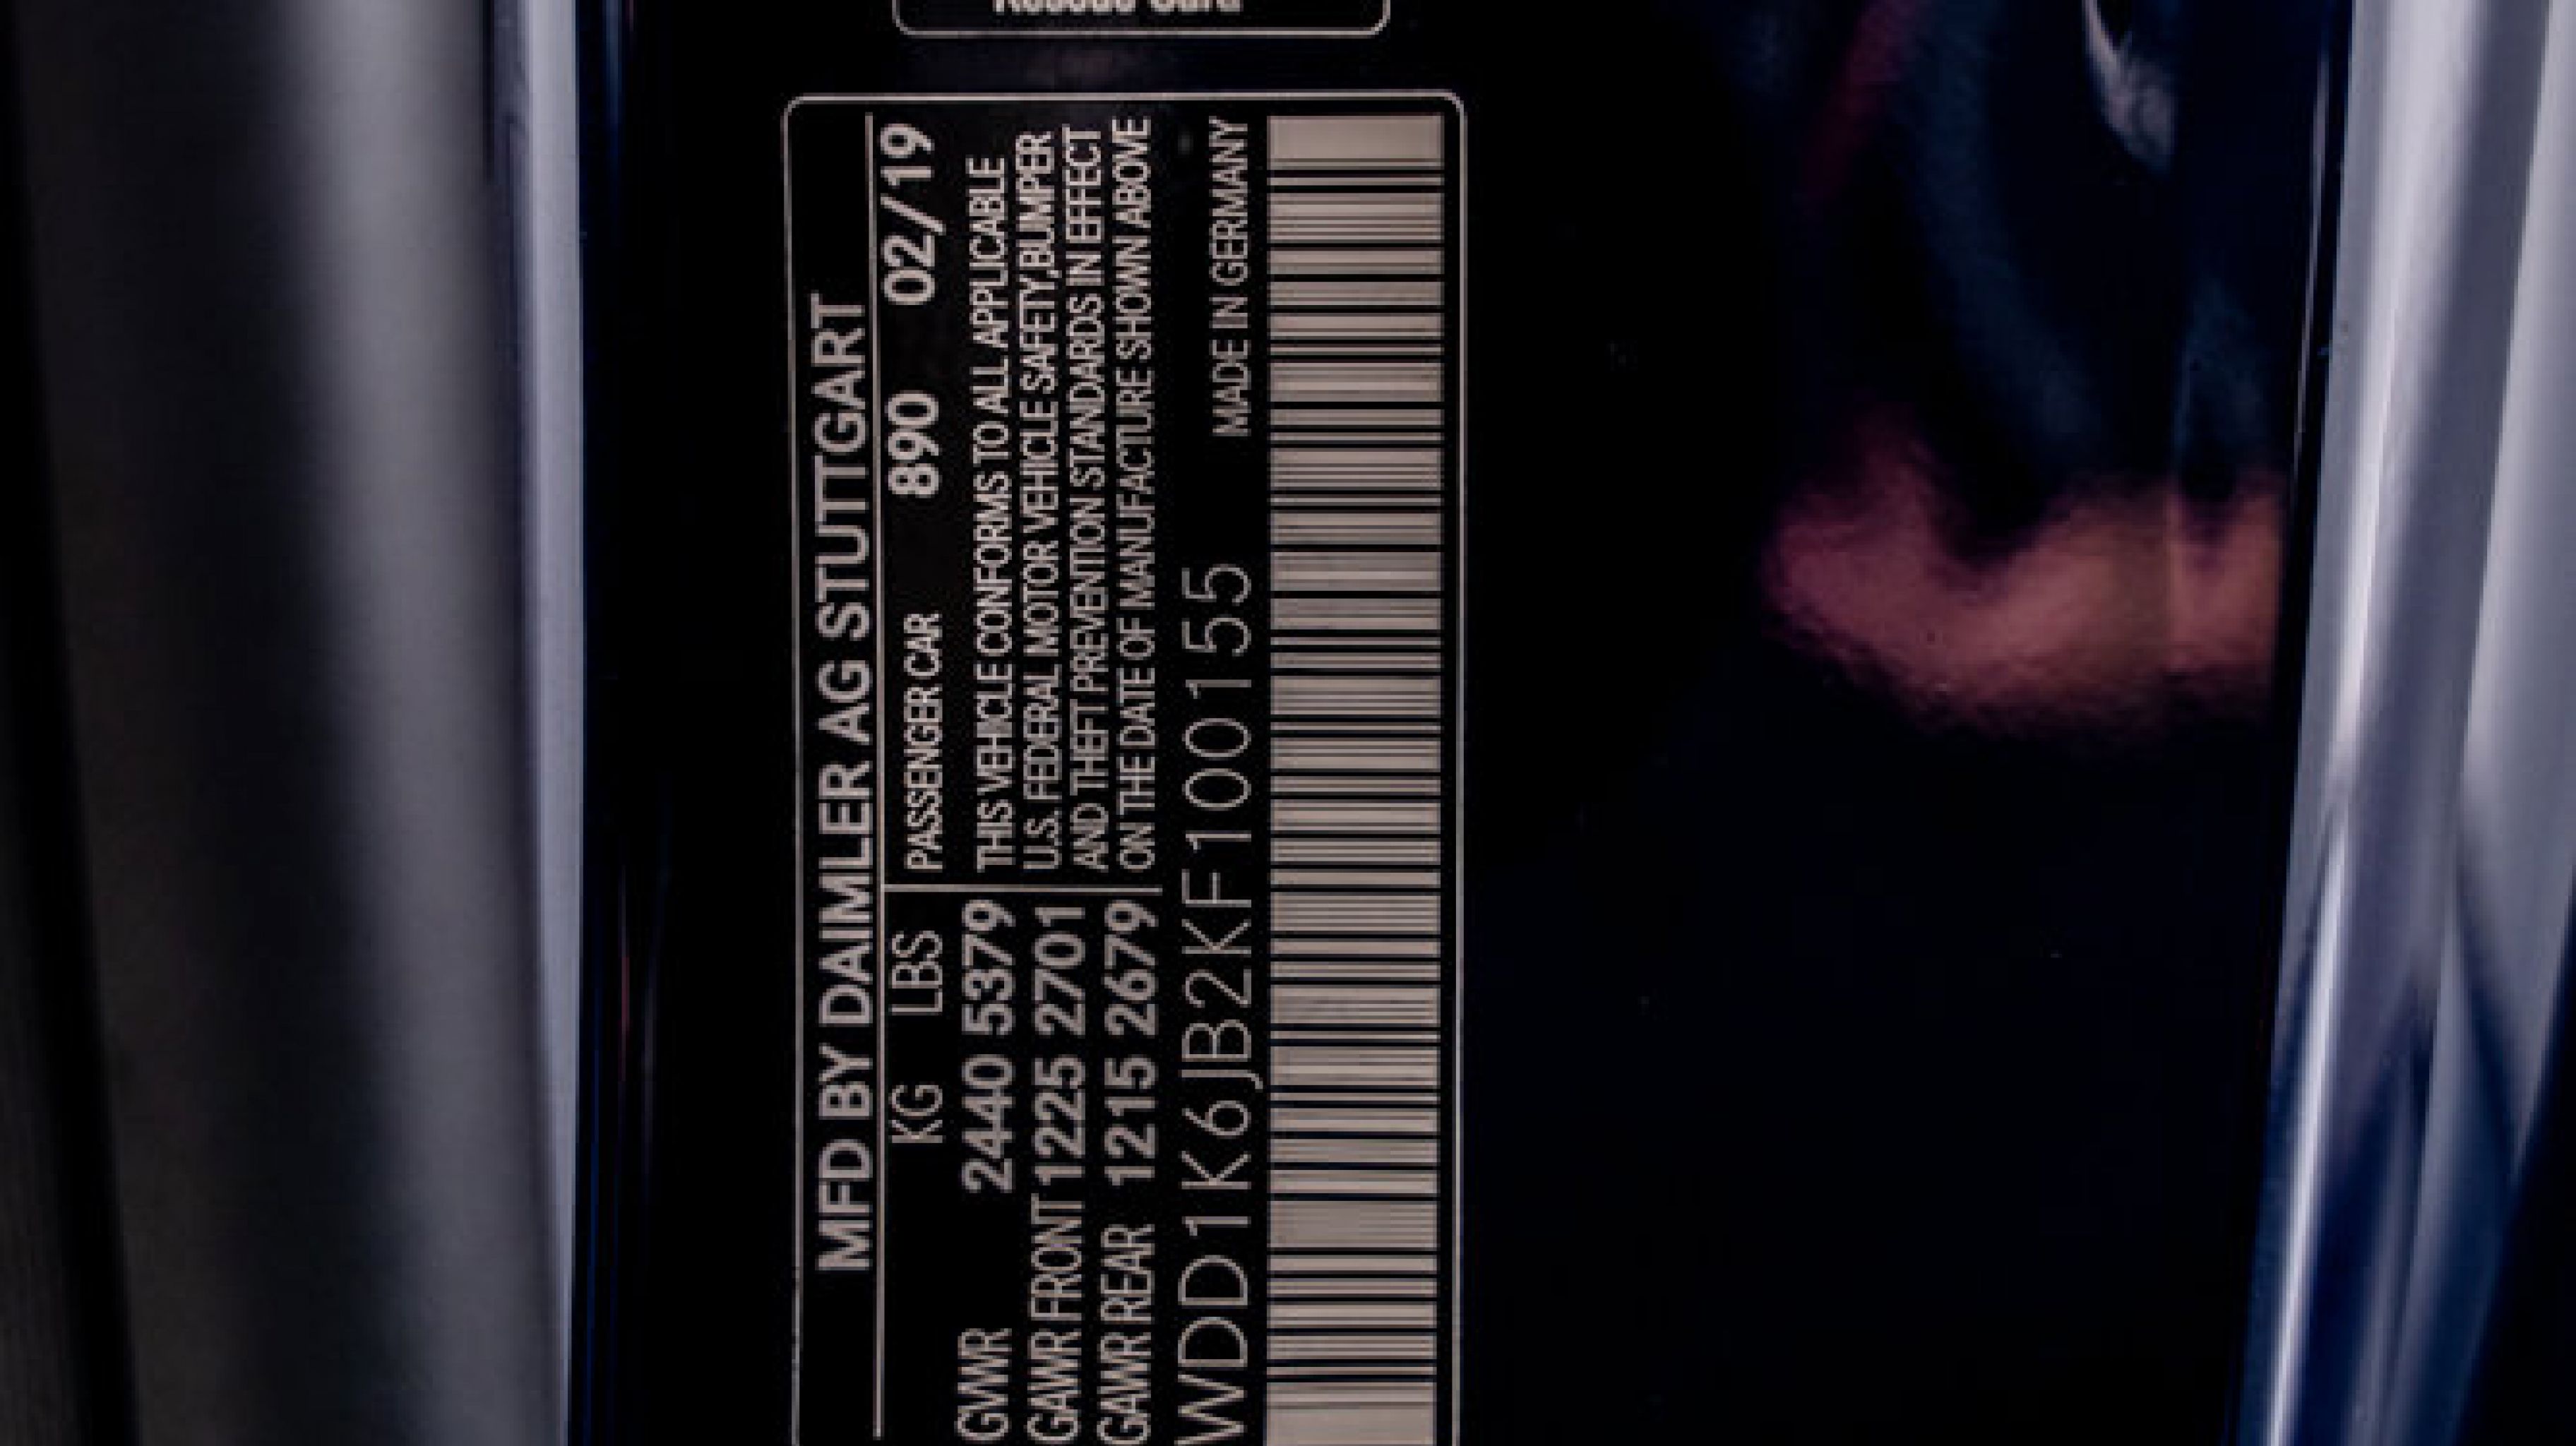 Rescue Card
MFD BY DAIMLER AG STUTTGART
KG LBS
GVWR 2440 5379
GAWR FRONT 1225 2701
GAWR REAR 1215 2679
PASSENGER CAR 890 02/19
THIS VEHICLE CONFORMS TO ALL APPLICABLE
U.S. FEDERAL MOTOR VEHICLE SAFETY,BUMPER
AND THEFT PREVENTION STANDARDS IN EFFECT
ON THE DATE OF MANUFACTURE SHOWN ABOVE
WDD1K6JB2KF100155 MADE IN GERMANY